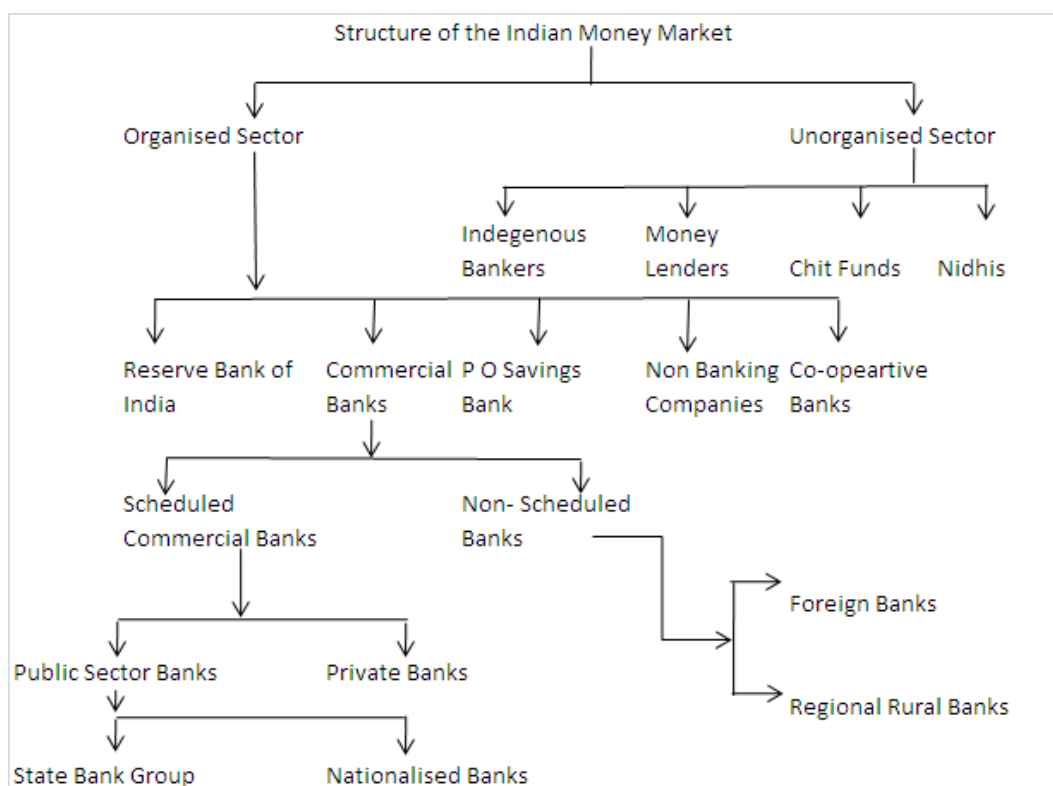 Structure of the Indian Money Market
Organised Sector
Unorganised Sector
Indegenous
Bankers
Money
Lenders
Chit Funds
Nidhis
Reserve Bank of
India
Commercial
Banks
P O Savings
Bank
Non Banking
Companies
Co-opeartive
Banks
Scheduled
Commercial Banks
Non- Scheduled
Banks
Foreign Banks
Regional Rural Banks
Public Sector Banks
Private Banks
State Bank Group
Nationalised Banks